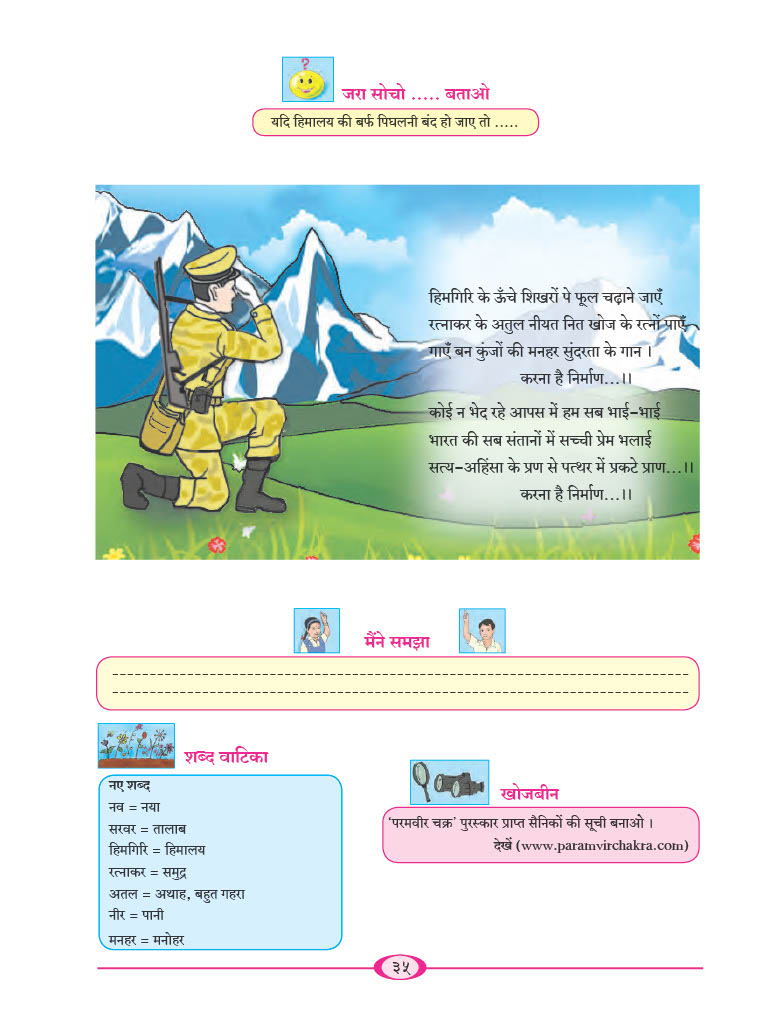 ?
जरा सोचो ..... बताओ
यदि हिमालय की बर्फ पिघलनी बंद हो जाए तो .....
हिमगिरि के ऊँचे शिखरों पे फूल चढ़ाने जाएँ
रत्नाकर के अतुल नीयत नित खोज के रत्नों पाएँ
गाएँ बन कुंजों की मनहर सुंदरता के गान ।
करना है निर्माण...।।
कोई न भेद रहे आपस में हम सब भाई-भाई
भारत की सब संतानों में सच्ची प्रेम भलाई
सत्य-अहिंसा के प्रण से पत्थर में प्रकटे प्राण...।।
करना है निर्माण...।।
मैंने समझा
शब्द वाटिका
नए शब्द
नव = नया
सरवर = तालाब
हिमगिरि = हिमालय
रत्नाकर = समुद्र
अतल = अथाह, बहुत गहरा
नीर = पानी
मनहर = मनोहर
खोजबीन
‘परमवीर चक्र’ पुरस्कार प्राप्त सैनिकों की सूची बनाओ ।
देखें (www.paramvirchakra.com)
३५